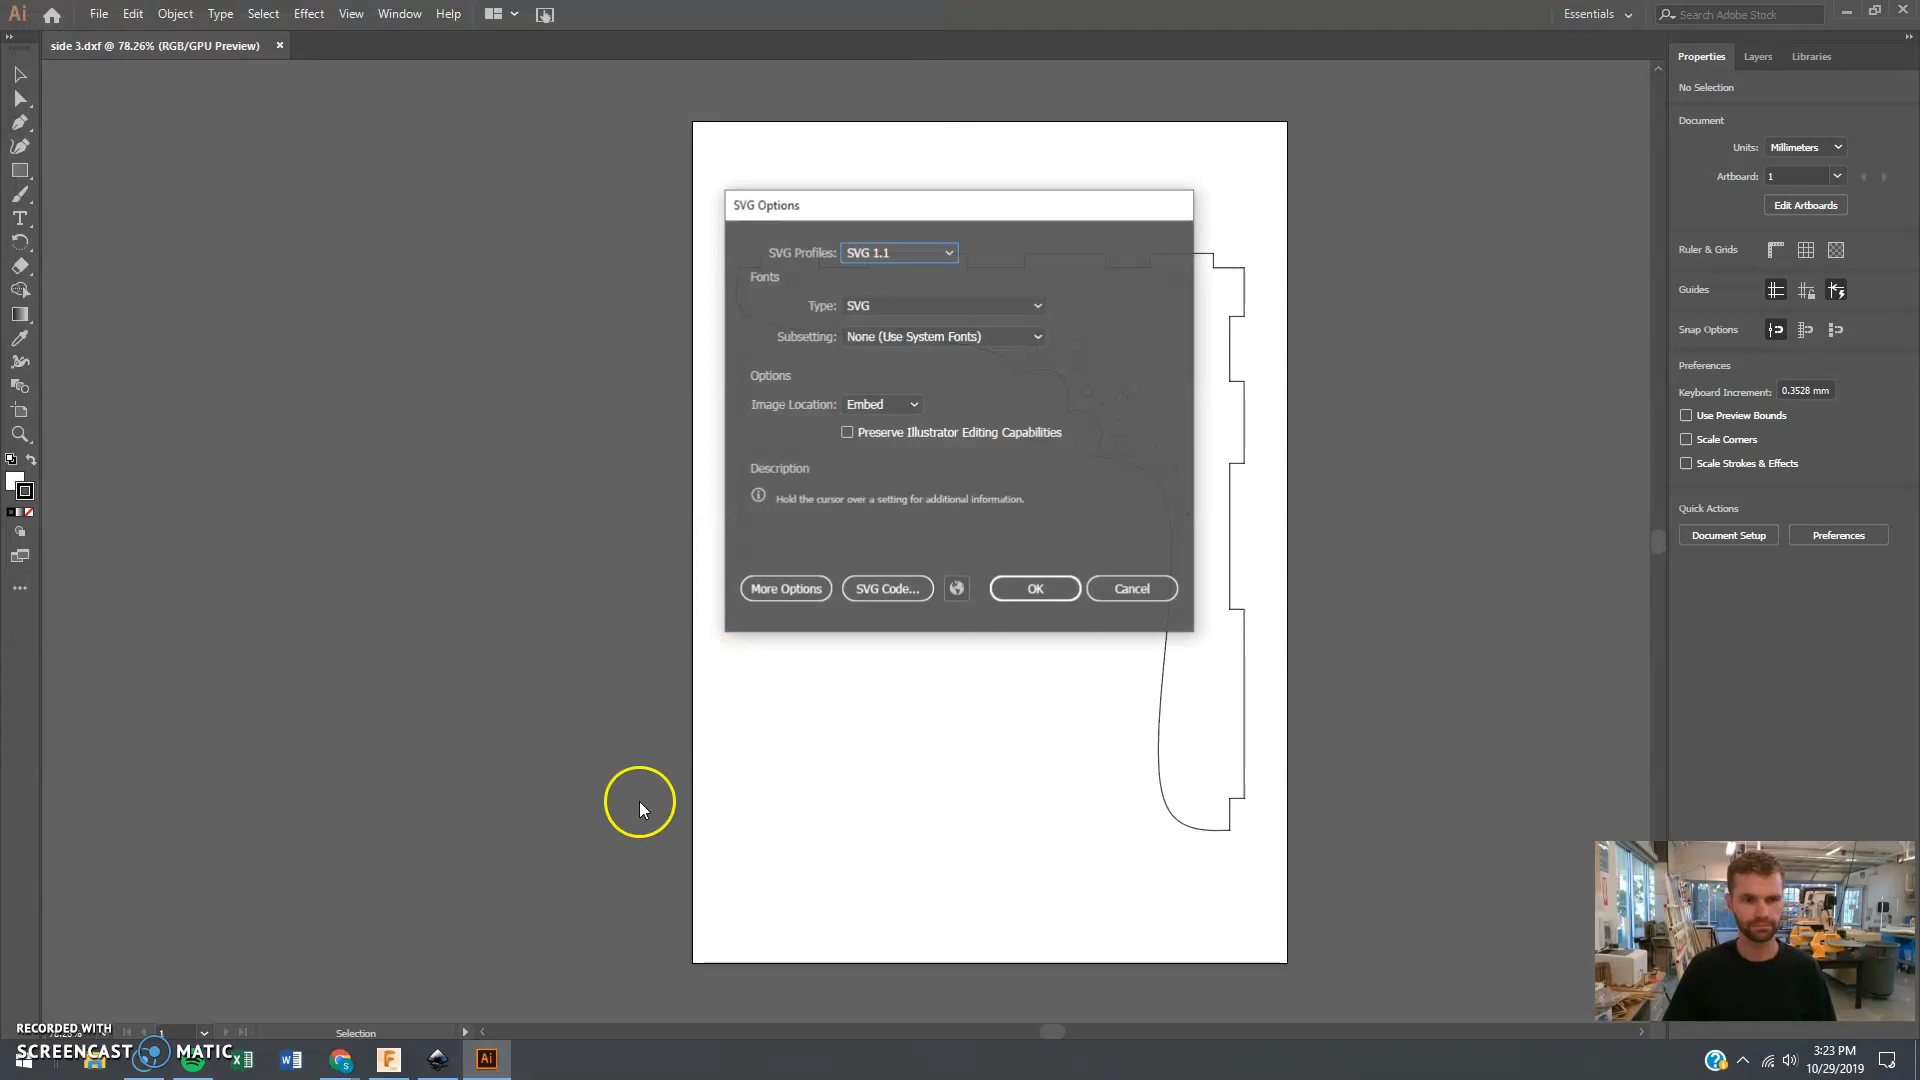 Ai File Edit Object Type Select Effect View Window Help Essentials Search Adobe Stock
side 3.dxf @ 78.26% (RGB/GPU Preview) ×
Properties Layers Libraries
No Selection
Document
Units: Millimeters
Artboard: 1
Edit Artboards
Ruler & Grids
Guides
Snap Options
Preferences
Keyboard Increment: 0.3528 mm
Use Preview Bounds
Scale Corners
Scale Strokes & Effects
Quick Actions
Document Setup Preferences
SVG Options
SVG Profiles: SVG 1.1
Fonts
Type: SVG
Subsetting: None (Use System Fonts)
Options
Image Location: Embed
Preserve Illustrator Editing Capabilities
Description
Hold the cursor over a setting for additional information.
More Options SVG Code... OK Cancel
1 Selection
RECORDED WITH
SCREENCAST MATIC
Ai
3:23 PM
10/29/2019